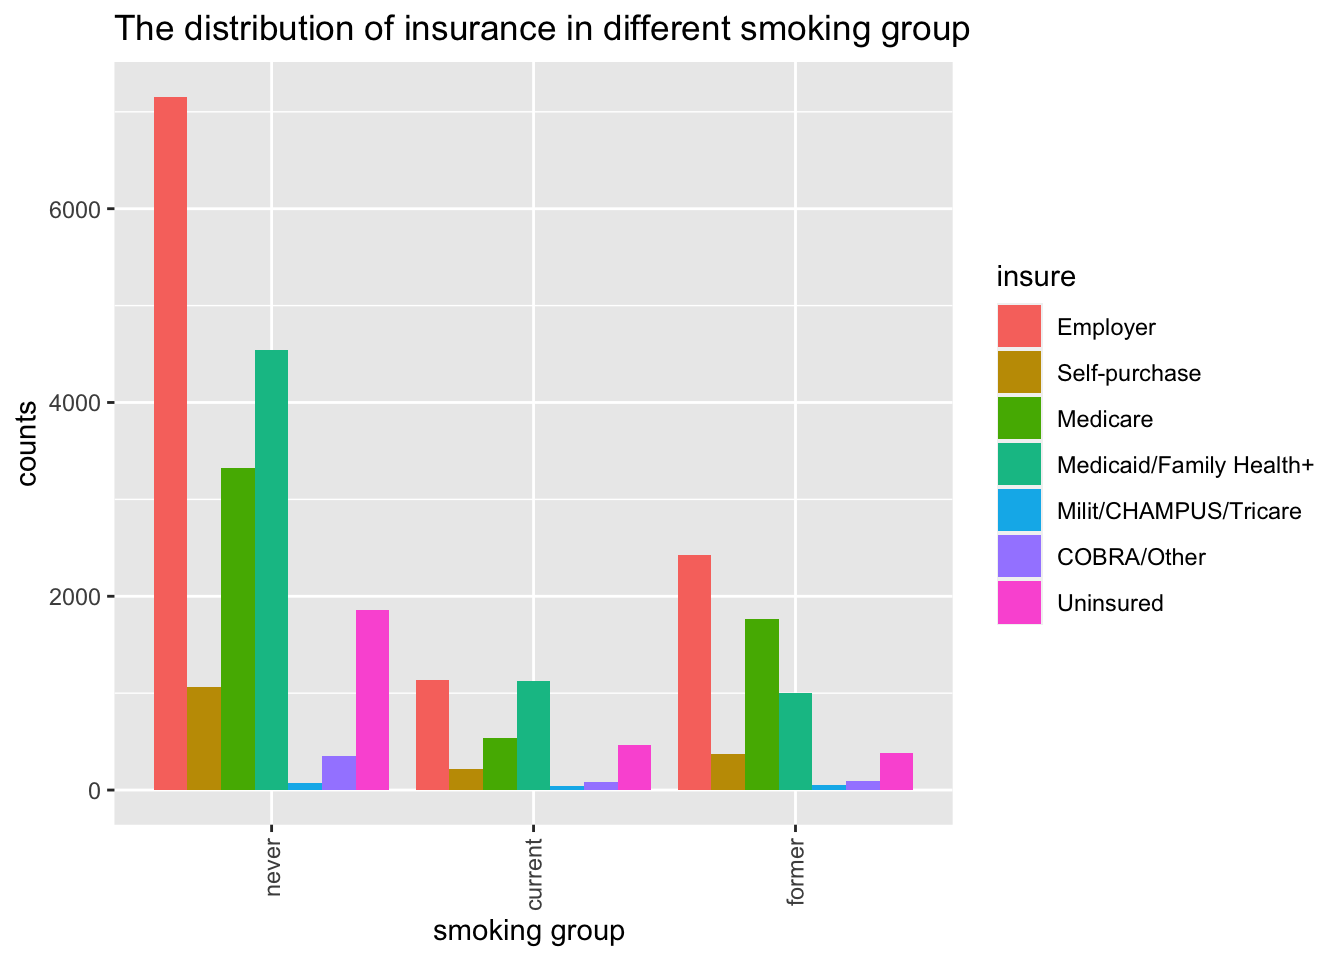 The distribution of insurance in different smoking group
counts
6000
4000
2000
0
never
current
former
smoking group
insure
Employer
Self-purchase
Medicare
Medicaid/Family Health+
Milit/CHAMPUS/Tricare
COBRA/Other
Uninsured